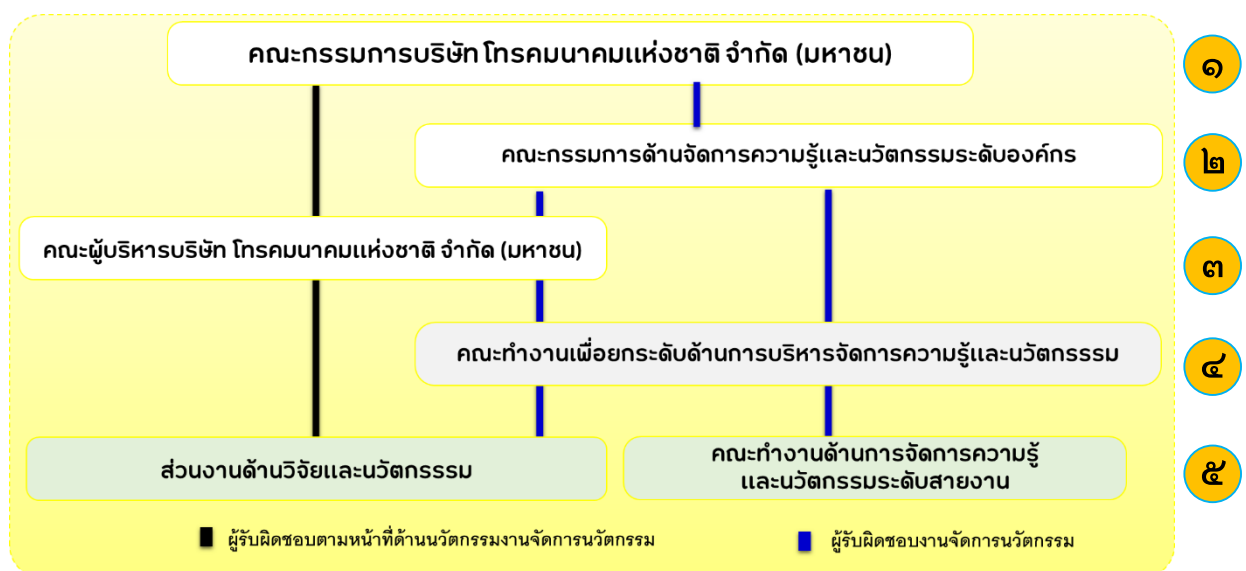 คณะกรรมการบริษัท โทรคมนาคมแห่งชาติ จำกัด (มหาชน)
๑
คณะกรรมการด้านจัดการความรู้และนวัตกรรมระดับองค์กร
๒
คณะผู้บริหารบริษัท โทรคมนาคมแห่งชาติ จำกัด (มหาชน)
๓
คณะทำงานเพื่อยกระดับด้านการบริหารจัดการความรู้และนวัตกรรรม
๔
ส่วนงานด้านวิจัยและนวัตกรรรม
คณะทำงานด้านการจัดการความรู้
และนวัตกรรมระดับสายงาน
๕
ผู้รับผิดชอบตามหน้าที่ด้านนวัตกรรมงานจัดการนวัตกรรม
ผู้รับผิดชอบงานจัดการนวัตกรรม